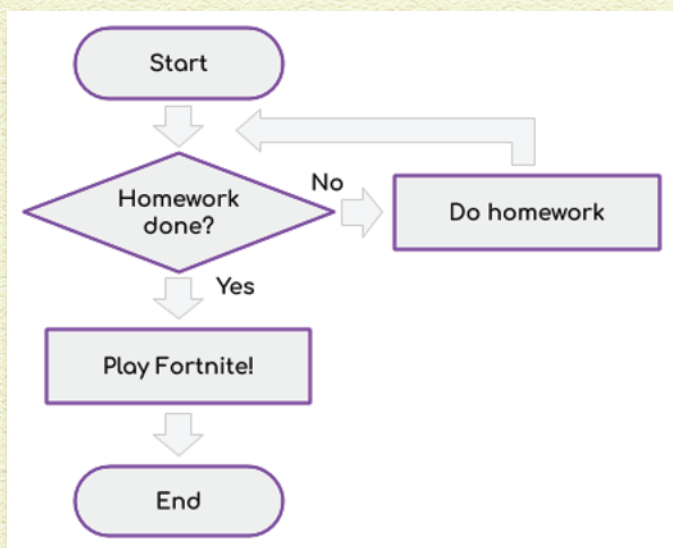 Start
Homework
done?
No
Do homework
Yes
Play Fortnite!
End